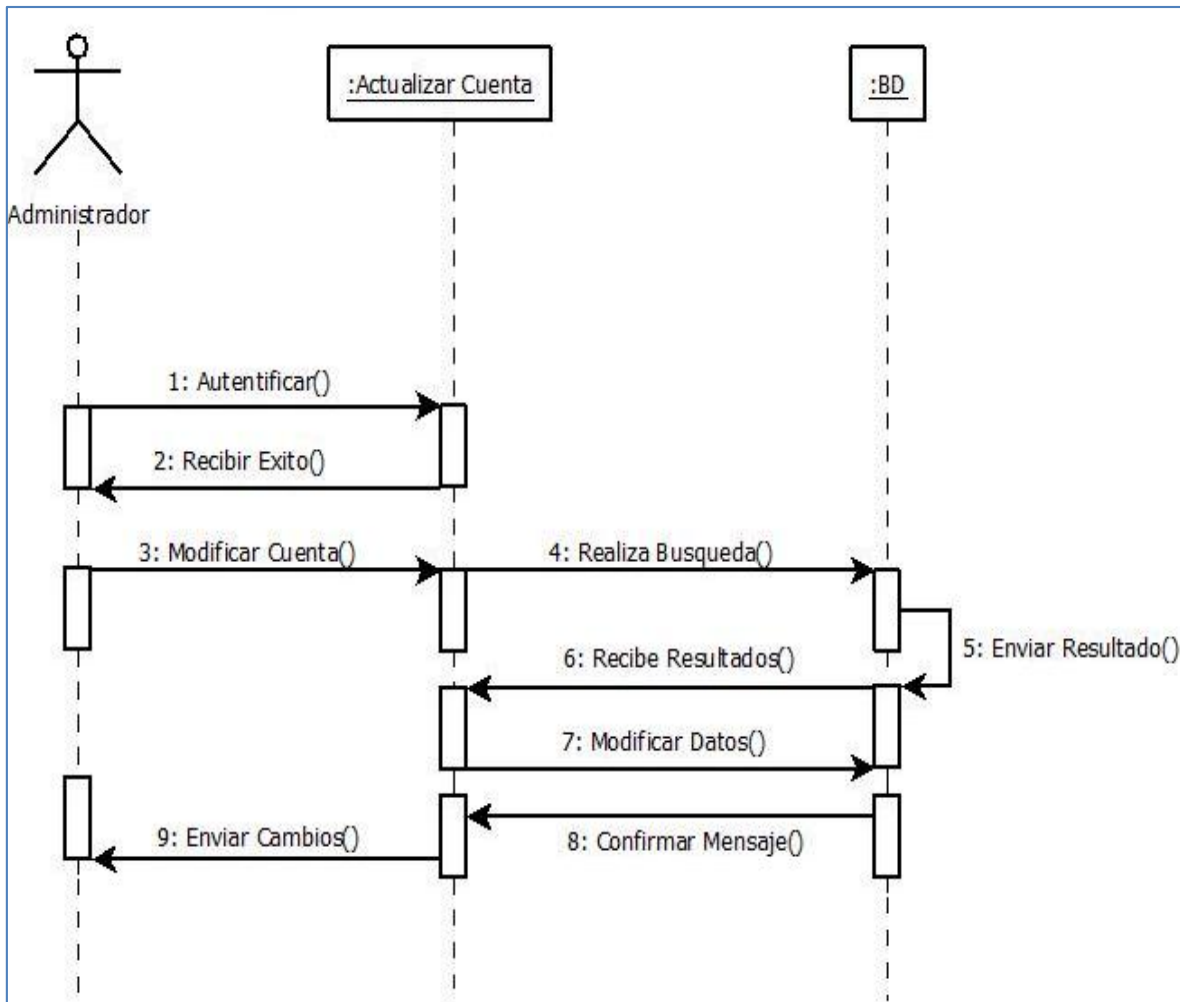 :Actualizar Cuenta
:BD
Administrador
1: Autentificar()
2: Recibir Exito()
3: Modificar Cuenta()
4: Realiza Busqueda()
5: Enviar Resultado()
6: Recibe Resultados()
7: Modificar Datos()
8: Confirmar Mensaje()
9: Enviar Cambios()